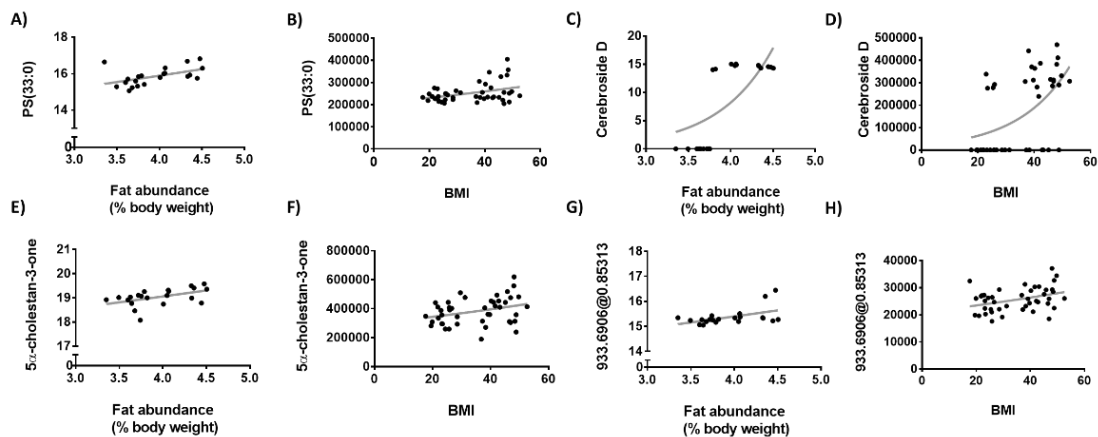 A)
PS(33:0)
18
16
14
0
3.0 3.5 4.0 4.5 5.0
Fat abundance
(% body weight)
B)
PS(33:0)
500000
400000
300000
200000
100000
0
0 20 40 60
BMI
C)
Cerebroside D
20
15
10
5
0
3.0 3.5 4.0 4.5 5.0
Fat abundance
(% body weight)
D)
Cerebroside D
500000
400000
300000
200000
100000
0
0 20 40 60
BMI
E)
5α-cholestan-3-one
21
20
19
18
17
0
3.0 3.5 4.0 4.5 5.0
Fat abundance
(% body weight)
F)
5α-cholestan-3-one
800000
600000
400000
200000
0
0 20 40 60
BMI
G)
933.6906@0.85313
18
17
16
15
14
0
3.0 3.5 4.0 4.5 5.0
Fat abundance
(% body weight)
H)
933.6906@0.85313
40000
30000
20000
10000
0
0 20 40 60
BMI